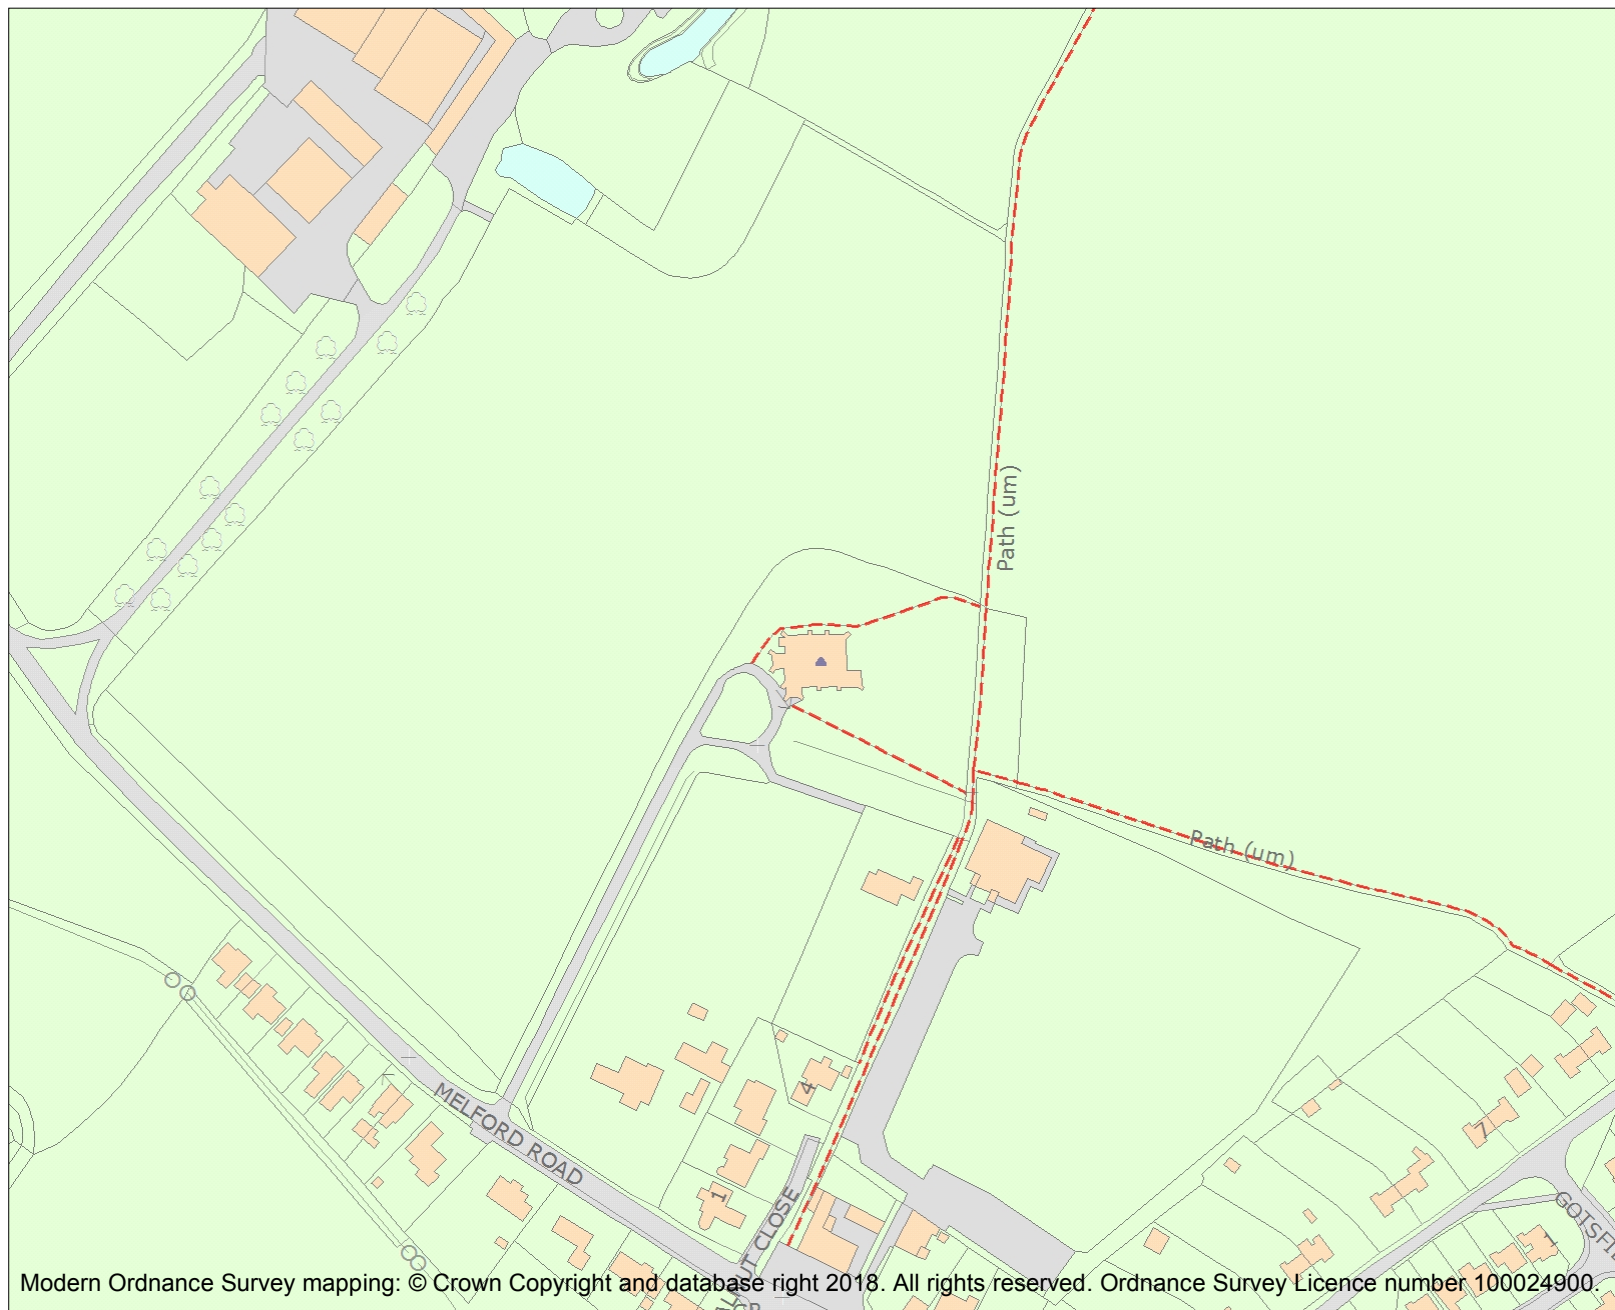 Path (um)
Path (um)
4
7
MELFORD ROAD
1
CLOSE
1
Modern Ordnance Survey mapping: © Crown Copyright and database right 2018. All rights reserved. Ordnance Survey Licence number 100024900.